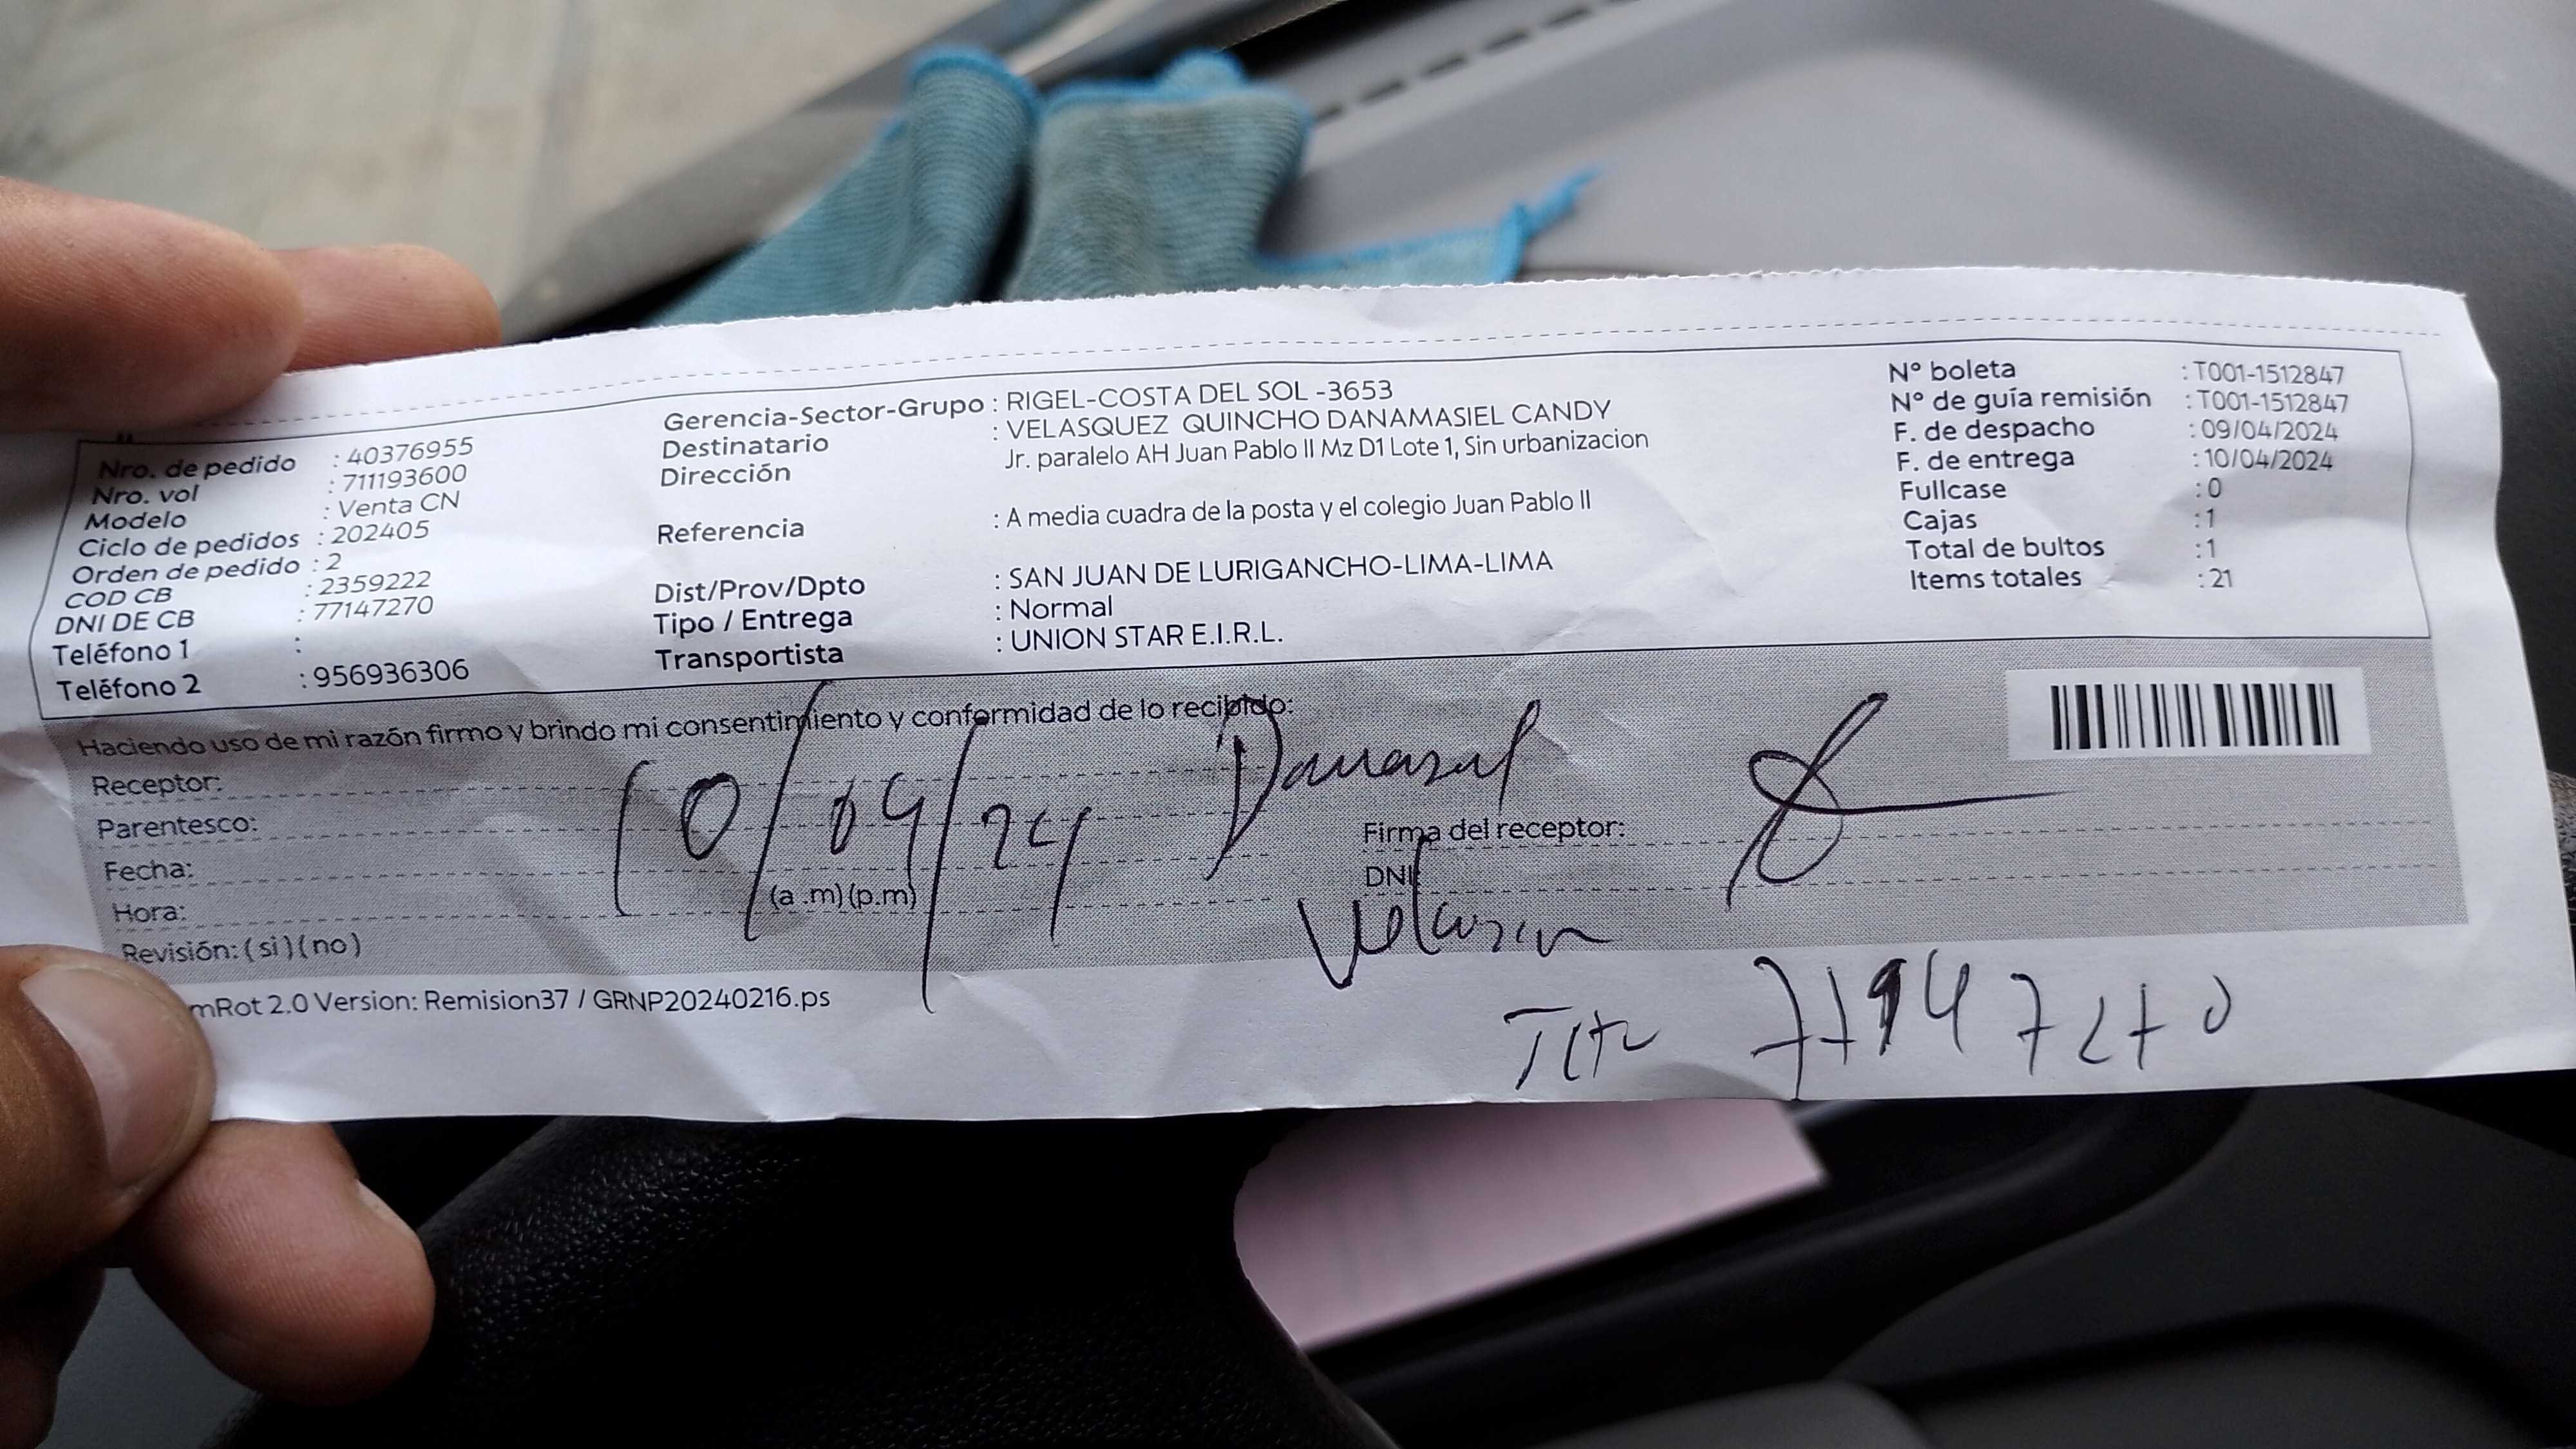 Nro. de pedido : 40376955
Nro. vol : 711193600
Modelo : Venta CN
Ciclo de pedidos : 202405
Orden de pedido : 2
COD CB : 2359222
DNI DE CB : 77147270
Teléfono 1 :
Teléfono 2 : 956936306
Gerencia-Sector-Grupo : RIGEL-COSTA DEL SOL -3653
Destinatario : VELASQUEZ QUINCHO DANAMASIEL CANDY
Dirección Jr. paralelo AH Juan Pablo II Mz D1 Lote 1, Sin urbanizacion
Referencia : A media cuadra de la posta y el colegio Juan Pablo II
Dist/Prov/Dpto : SAN JUAN DE LURIGANCHO-LIMA-LIMA
Tipo / Entrega : Normal
Transportista : UNION STAR E.I.R.L.
N° boleta : T001-1512847
N° de guía remisión : T001-1512847
F. de despacho : 09/04/2024
F. de entrega : 10/04/2024
Fullcase : 0
Cajas : 1
Total de bultos : 1
Items totales : 21
Haciendo uso de mi razón firmo y brindo mi consentimiento y conformidad de lo recibido:
Receptor:
Parentesco:
Fecha:
10/04/24
Hora: (a .m) (p.m)
Revisión: ( si ) ( no )
Firma del receptor:
DNI
77147270
mRot 2.0 Version: Remision37 / GRNP20240216.ps